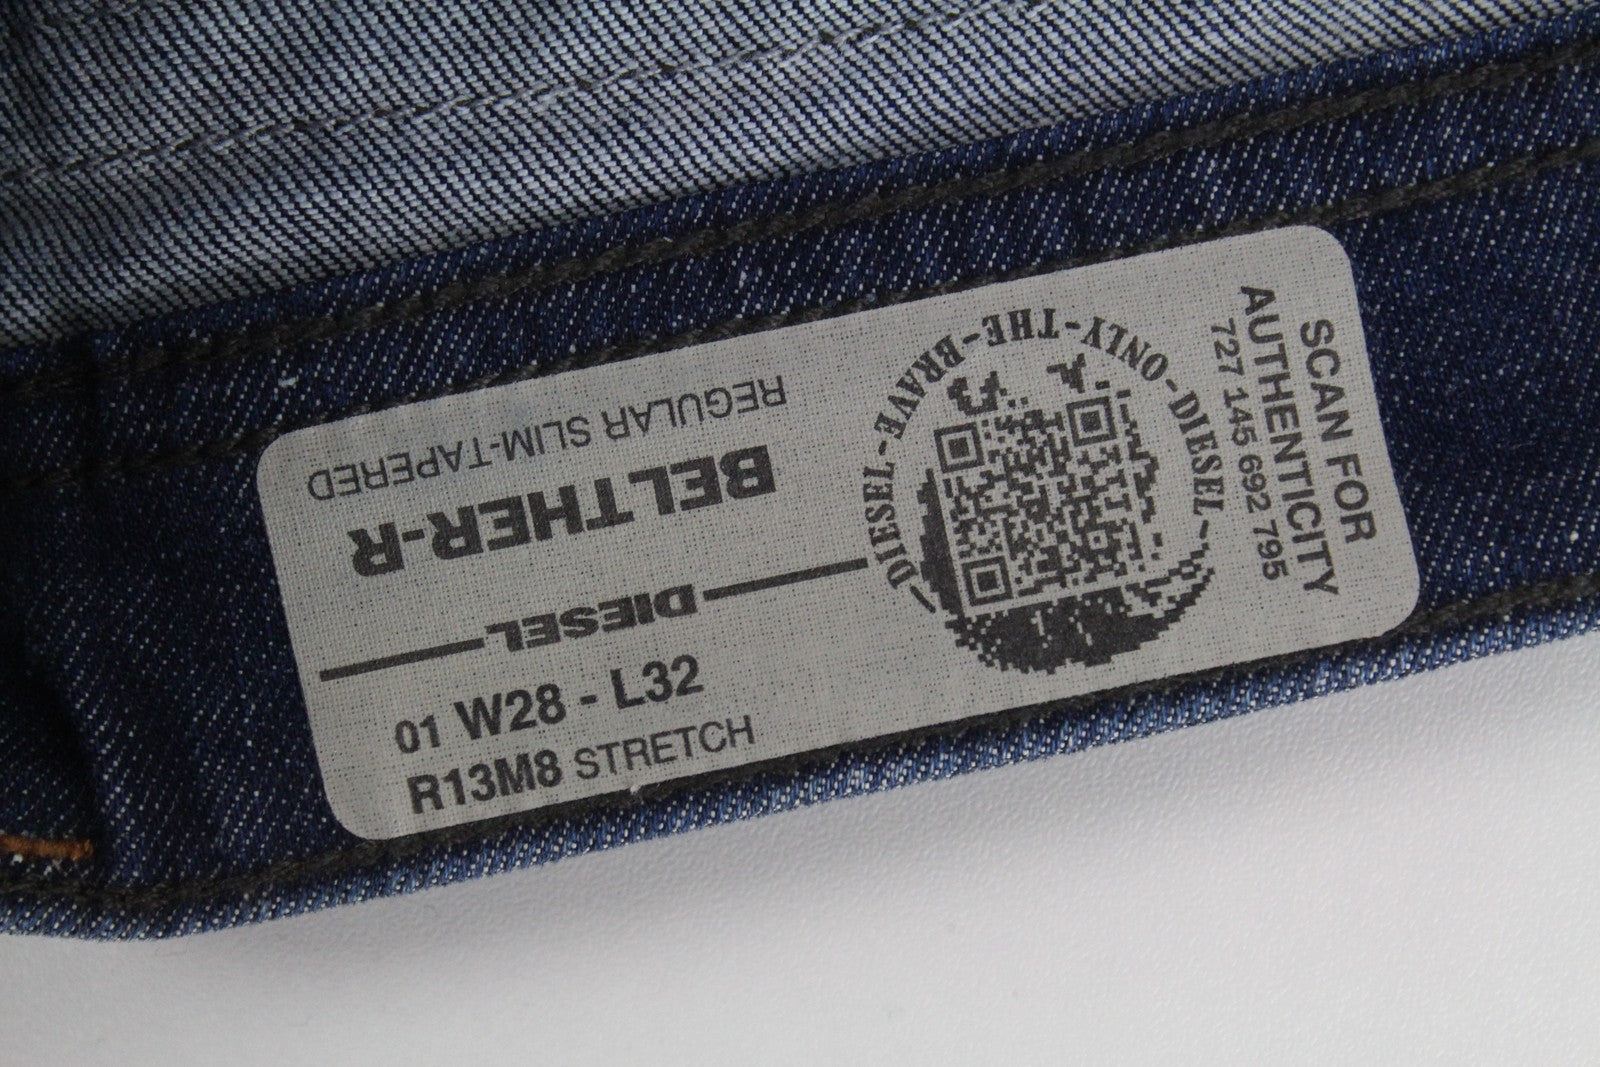 REGULAR SLIM-TAPERED
BELTHER-R
DIESEL
01 W28 - L32
R13M8 STRETCH
DIESEL-BRAVE-THE-ONLY-DIESEL
SCAN FOR
AUTHENTICITY
727 145 692 795